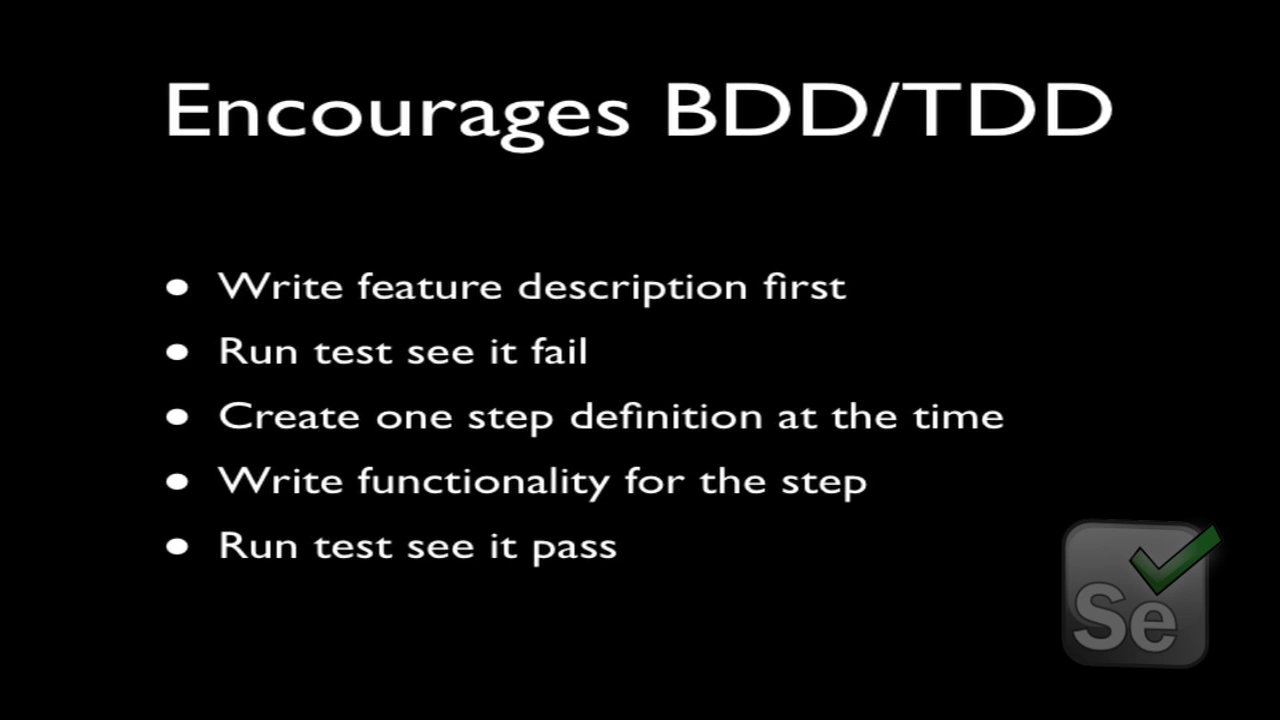 Encourages BDD/TDD
● Write feature description first
● Run test see it fail
● Create one step definition at the time
● Write functionality for the step
● Run test see it pass
Se